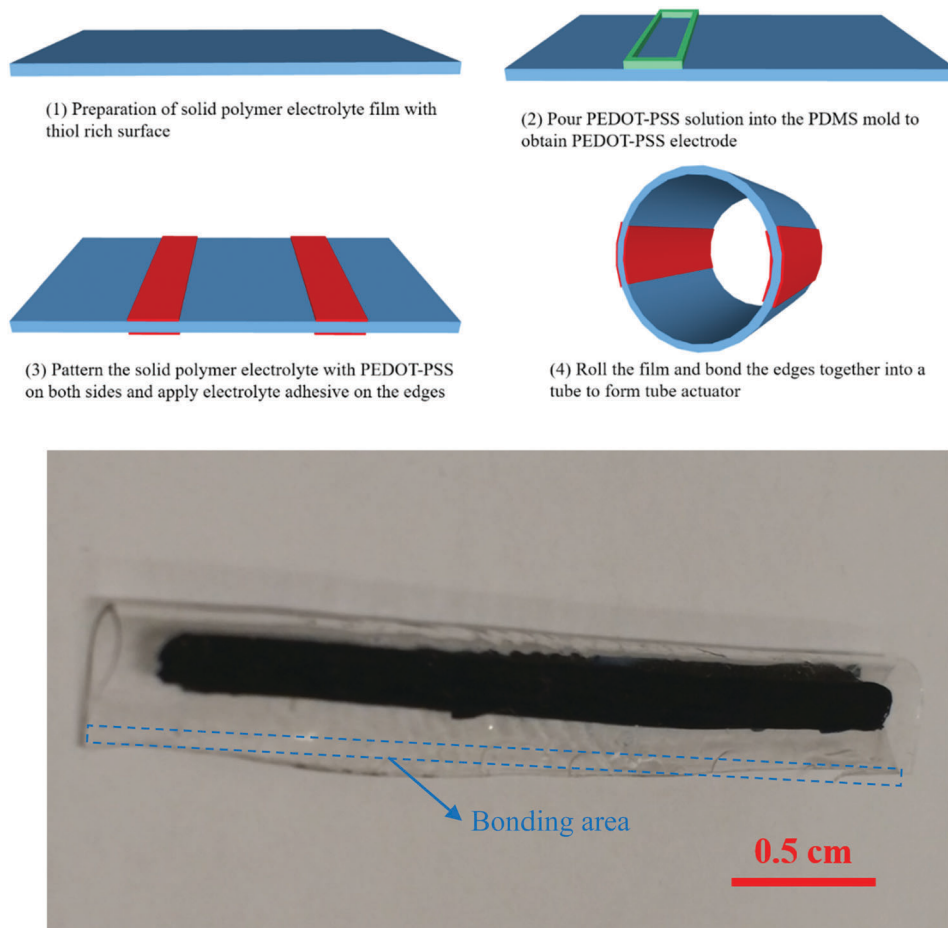 (1) Preparation of solid polymer electrolyte film with
thiol rich surface
(2) Pour PEDOT-PSS solution into the PDMS mold to
obtain PEDOT-PSS electrode
(3) Pattern the solid polymer electrolyte with PEDOT-PSS
on both sides and apply electrolyte adhesive on the edges
(4) Roll the film and bond the edges together into a
tube to form tube actuator
Bonding area
0.5 cm